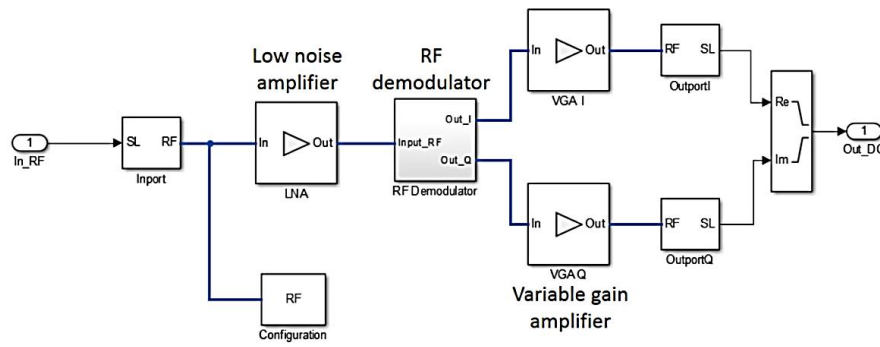 Low noise
amplifier
RF
demodulator
1
In_RF
SL
RF
Inport
In
Out
LNA
RF
Configuration
Input_RF
Out_I
Out_Q
RF Demodulator
In
Out
VGA I
RF
SL
OutportI
In
Out
VGA Q
Variable gain
amplifier
RF
SL
OutportQ
Re
Im
1